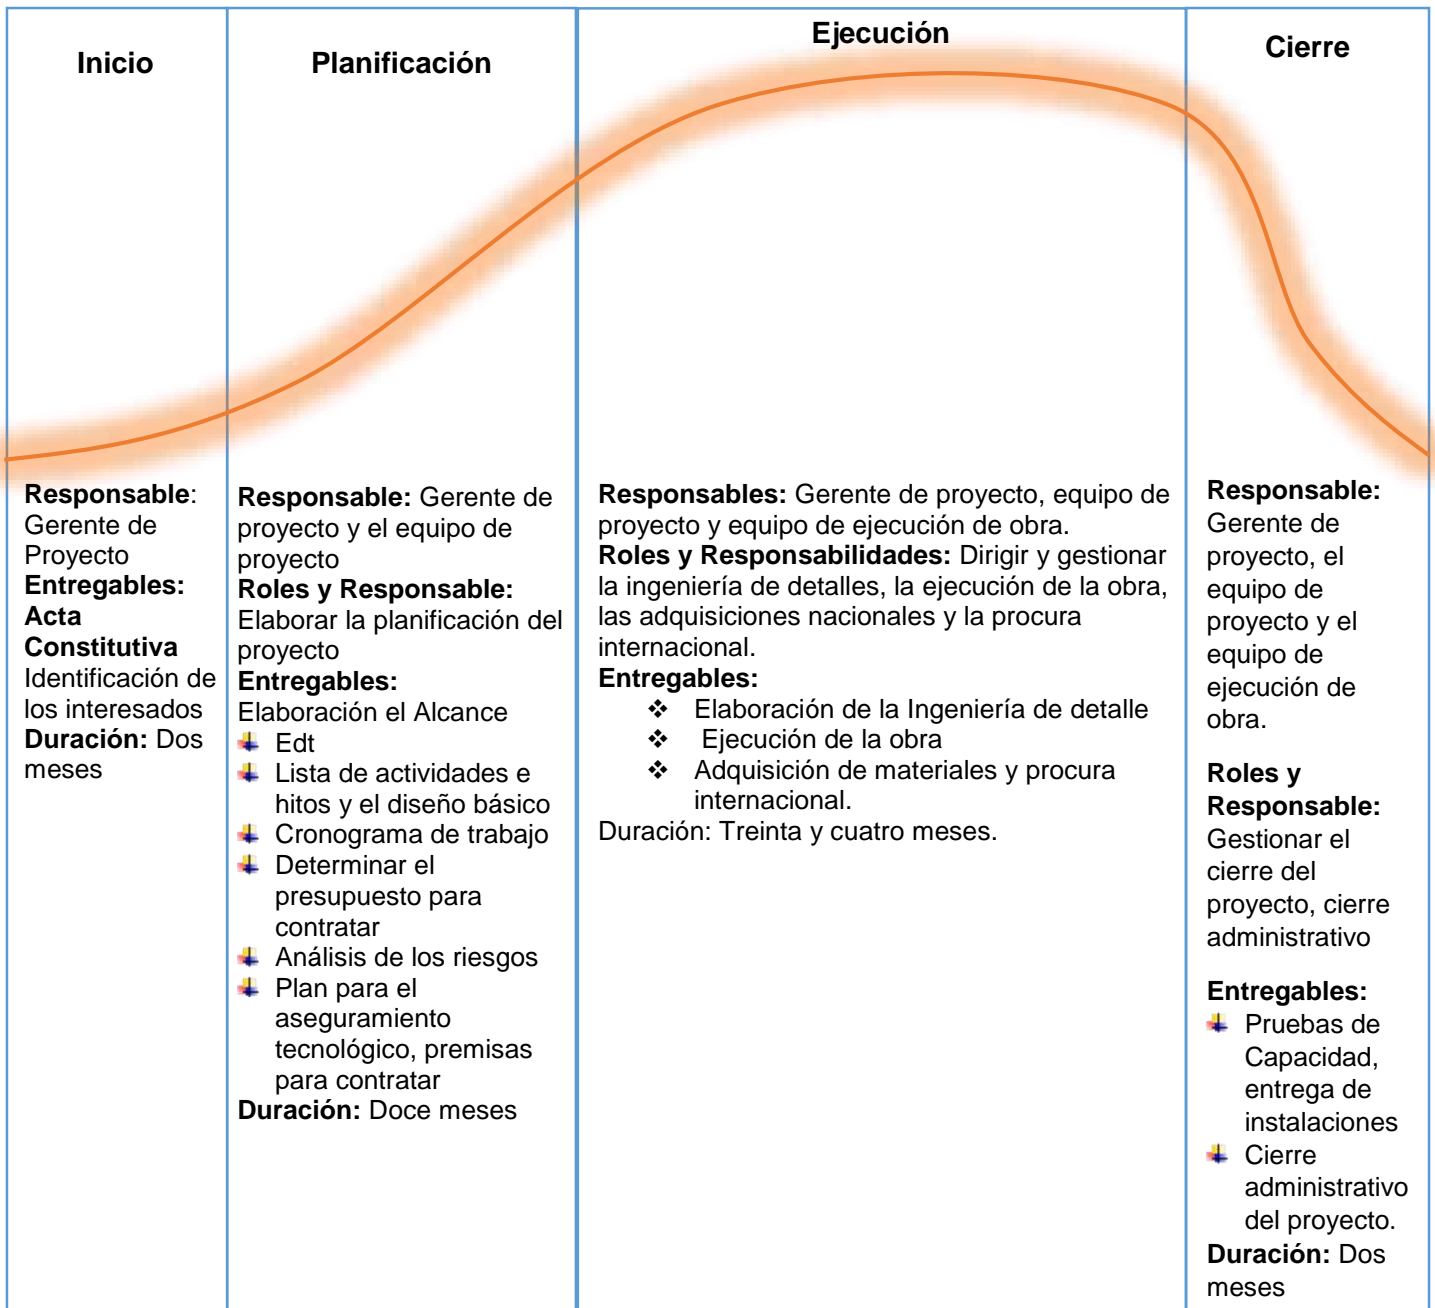 Inicio
Planificación
Ejecución
Cierre
Responsable:
Gerente de
Proyecto
Entregables:
Acta
Constitutiva
Identificación de
los interesados
Duración: Dos
meses
Responsable: Gerente de
proyecto y el equipo de
proyecto
Roles y Responsable:
Elaborar la planificación del
proyecto
Entregables:
Elaboración el Alcance
Edt
Lista de actividades e
hitos y el diseño básico
Cronograma de trabajo
Determinar el
presupuesto para
contratar
Análisis de los riesgos
Plan para el
aseguramiento
tecnológico, premisas
para contratar
Duración: Doce meses
Responsables: Gerente de proyecto, equipo de
proyecto y equipo de ejecución de obra.
Roles y Responsabilidades: Dirigir y gestionar
la ingeniería de detalles, la ejecución de la obra,
las adquisiciones nacionales y la procura
internacional.
Entregables:
❖ Elaboración de la Ingeniería de detalle
❖ Ejecución de la obra
❖ Adquisición de materiales y procura
internacional.
Duración: Treinta y cuatro meses.
Responsable:
Gerente de
proyecto, el
equipo de
proyecto y el
equipo de
ejecución de
obra.
Roles y
Responsable:
Gestionar el
cierre del
proyecto, cierre
administrativo
Entregables:
Pruebas de
Capacidad,
entrega de
instalaciones
Cierre
administrativo
del proyecto.
Duración: Dos
meses